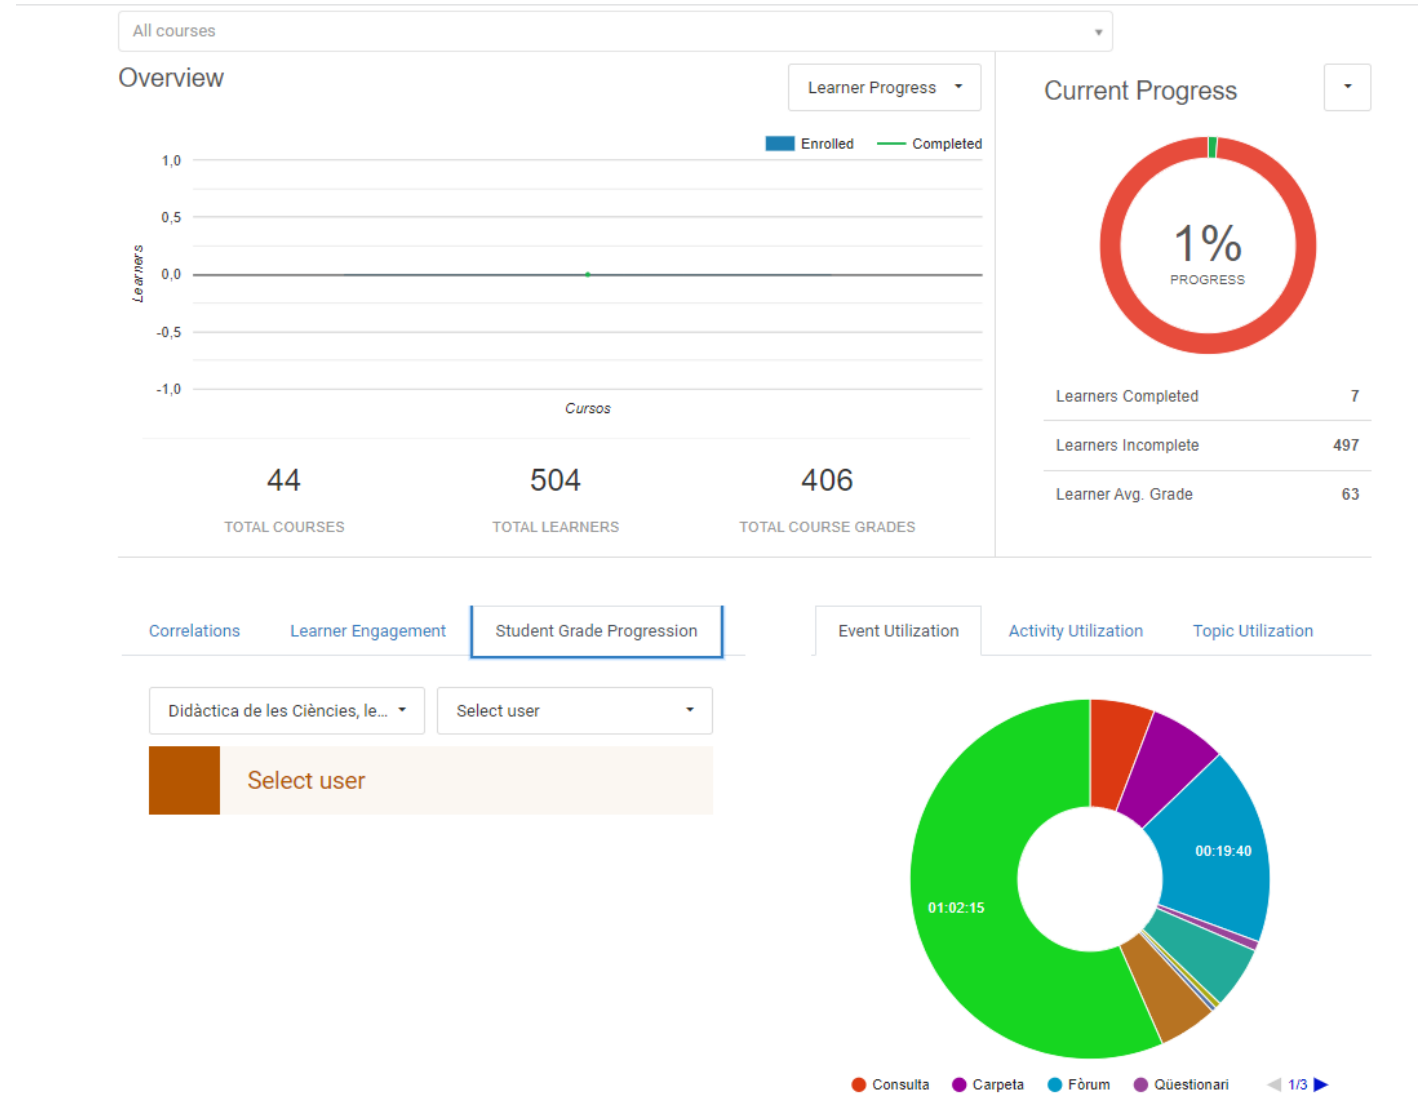 All courses
Overview
Learner Progress
Enrolled
Completed
1,0
0,5
0,0
-0,5
-1,0
Learners
Cursos
44
TOTAL COURSES
504
TOTAL LEARNERS
406
TOTAL COURSE GRADES
Current Progress
1%
PROGRESS
Learners Completed 7
Learners Incomplete 497
Learner Avg. Grade 63
Correlations
Learner Engagement
Student Grade Progression
Didàctica de les Ciències, le...
Select user
Select user
Event Utilization
Activity Utilization
Topic Utilization
00:19:40
01:02:15
Consulta
Carpeta
Fòrum
Qüestionari
1/3